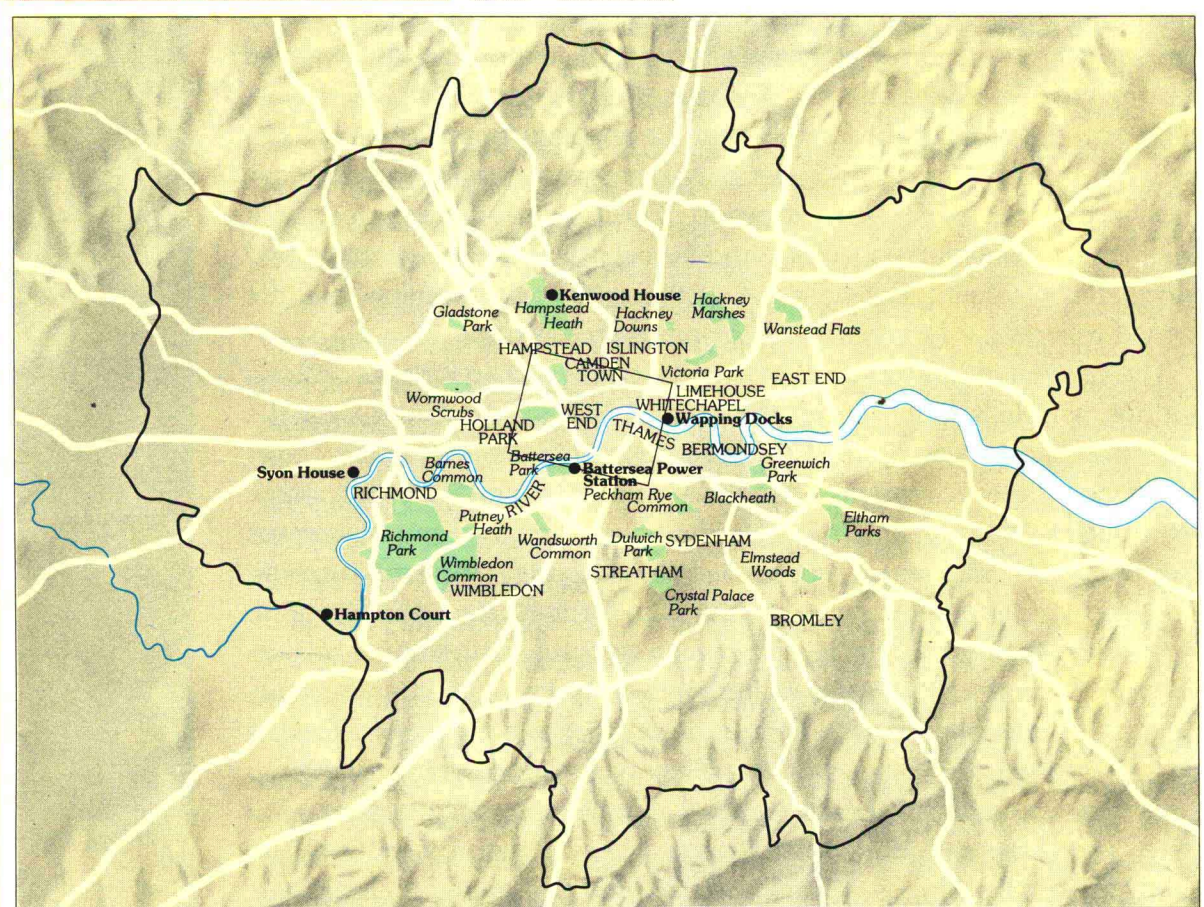 Kenwood House
Gladstone
Park
Hampstead
Heath
Hackney
Downs
Hackney
Marshes
Wanstead Flats
HAMPSTEAD
ISLINGTON
CAMDEN
TOWN
Victoria Park
EAST END
LIMEHOUSE
Wormwood
Scrubs
WEST
END
WHITECHAPEL
Wapping Docks
HOLLAND
PARK
THAMES
BERMONDSEY
Syon House
Barnes
Common
Battersea
Park
Battersea Power
Station
Greenwich
Park
RICHMOND
RIVER
Peckham Rye
Common
Blackheath
Putney
Heath
Eltham
Parks
Richmond
Park
Wandsworth
Common
Dulwich
Park
SYDENHAM
Wimbledon
Common
Elmstead
Woods
STREATHAM
WIMBLEDON
Crystal Palace
Park
Hampton Court
BROMLEY